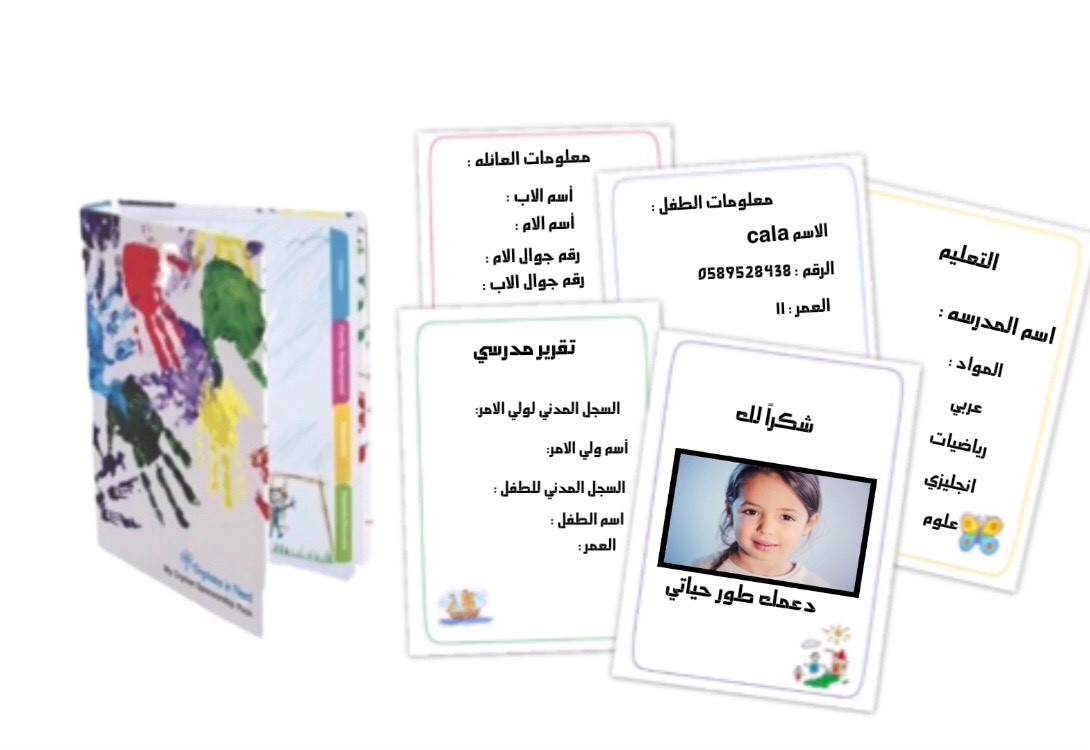 معلومات العائله :
أسم الاب :
أسم الام :
رقم جوال الام :
رقم جوال الاب :
معلومات الطفل :
الاسم cala
الرقم : 0589528438
العمر : 11
التعليم
اسم المدرسه :
المواد :
عربي
رياضيات
انجليزي
علوم
تقرير مدرسي
السجل المدني لولي الامر:
أسم ولي الامر:
السجل المدني للطفل :
اسم الطفل :
العمر:
شكراً لك
دعمك طور حياتي
Orphans in Need
My Orphan Sponsorship Pack